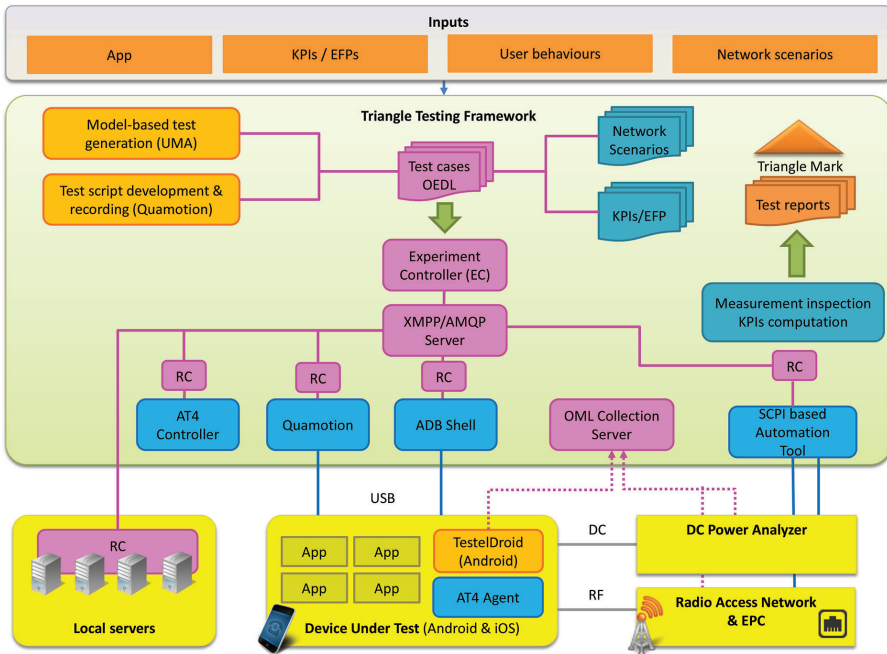 Inputs
App
KPIs / EFPs
User behaviours
Network scenarios
Triangle Testing Framework
Model-based test
generation (UMA)
Test script development &
recording (Quamotion)
Test cases
OEDL
Network
Scenarios
KPIs/EFP
Triangle Mark
Test reports
Experiment
Controller (EC)
Measurement inspection
KPIs computation
XMPP/AMQP
Server
RC
RC
RC
RC
AT4
Controller
Quamotion
ADB Shell
OML Collection
Server
SCPI based
Automation
Tool
USB
RC
Local servers
App
App
App
App
TestelDroid
(Android)
AT4 Agent
Device Under Test (Android & iOS)
DC
RF
DC Power Analyzer
Radio Access Network
& EPC